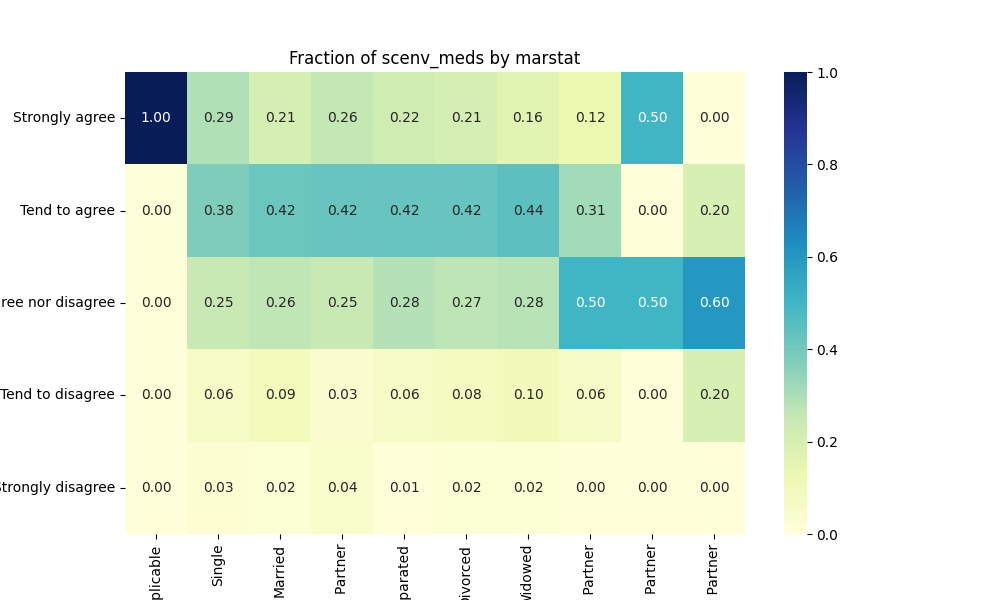 Fraction of scenv_meds by marstat
Strongly agree 1.00 0.29 0.21 0.26 0.22 0.21 0.16 0.12 0.50 0.00
Tend to agree 0.00 0.38 0.42 0.42 0.42 0.42 0.44 0.31 0.00 0.20
ree nor disagree 0.00 0.25 0.26 0.25 0.28 0.27 0.28 0.50 0.50 0.60
Tend to disagree 0.00 0.06 0.09 0.03 0.06 0.08 0.10 0.06 0.00 0.20
Strongly disagree 0.00 0.03 0.02 0.04 0.01 0.02 0.02 0.00 0.00 0.00
plicable
Single
Married
Partner
parated
Divorced
Widowed
Partner
Partner
Partner
1.0
0.8
0.6
0.4
0.2
0.0